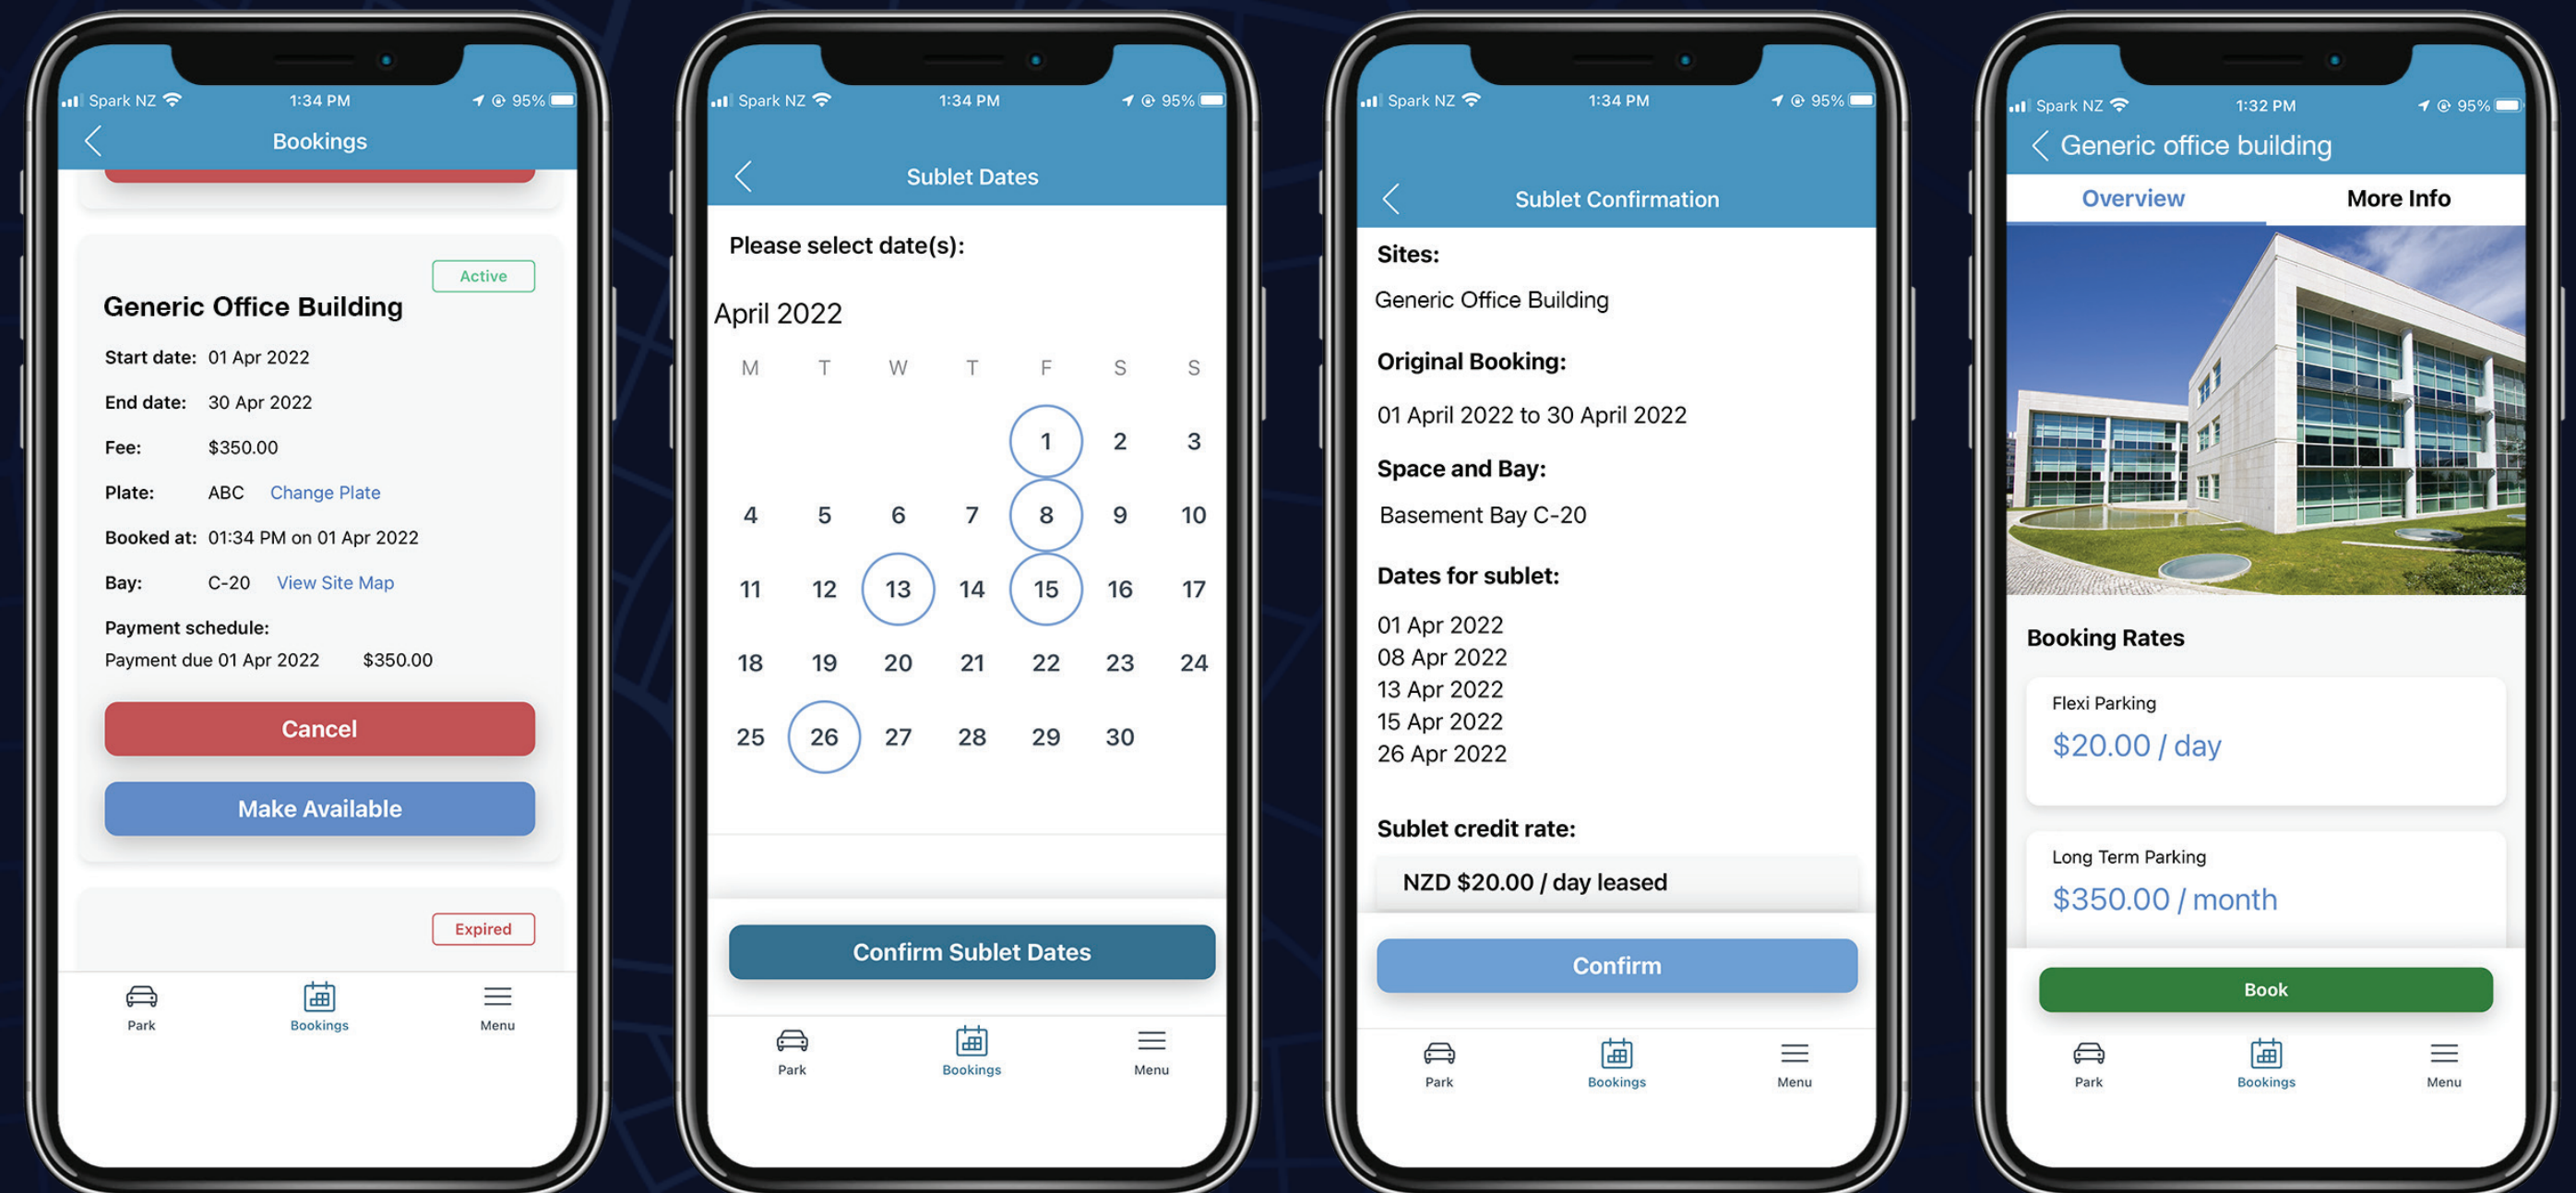 Spark NZ 1:34 PM 95%
Bookings
Active
Generic Office Building
Start date: 01 Apr 2022
End date: 30 Apr 2022
Fee: $350.00
Plate: ABC Change Plate
Booked at: 01:34 PM on 01 Apr 2022
Bay: C-20 View Site Map
Payment schedule:
Payment due 01 Apr 2022 $350.00
Cancel
Make Available
Expired
Park Bookings Menu
Spark NZ 1:34 PM 95%
Sublet Dates
Please select date(s):
April 2022
M T W T F S S
1 2 3
4 5 6 7 8 9 10
11 12 13 14 15 16 17
18 19 20 21 22 23 24
25 26 27 28 29 30
Confirm Sublet Dates
Park Bookings Menu
Spark NZ 1:34 PM 95%
Sublet Confirmation
Sites:
Generic Office Building
Original Booking:
01 April 2022 to 30 April 2022
Space and Bay:
Basement Bay C-20
Dates for sublet:
01 Apr 2022
08 Apr 2022
13 Apr 2022
15 Apr 2022
26 Apr 2022
Sublet credit rate:
NZD $20.00 / day leased
Confirm
Park Bookings Menu
Spark NZ 1:32 PM 95%
Generic office building
Overview More Info
Booking Rates
Flexi Parking
$20.00 / day
Long Term Parking
$350.00 / month
Book
Park Bookings Menu